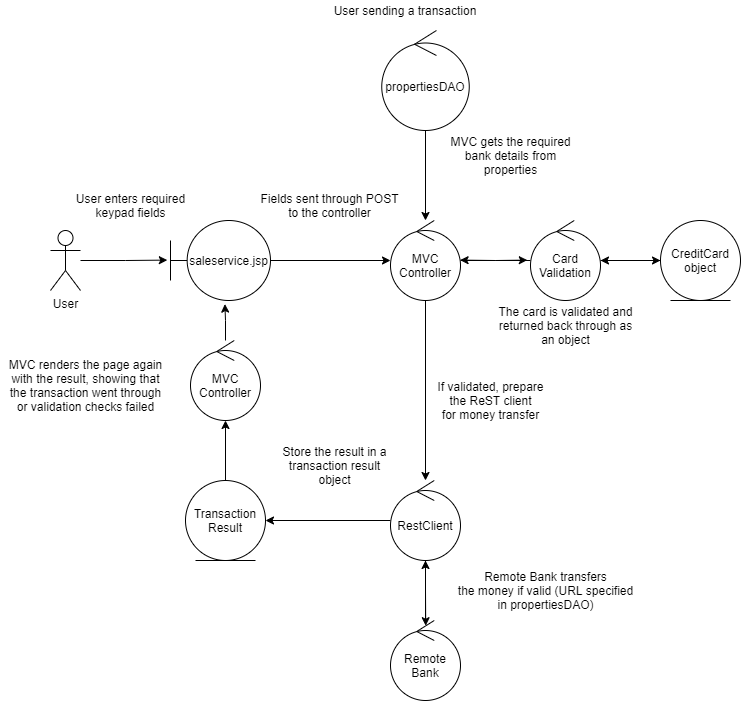 User sending a transaction
propertiesDAO
MVC gets the required
bank details from
properties
User enters required
keypad fields
Fields sent through POST
to the controller
User
saleservice.jsp
MVC
Controller
Card
Validation
CreditCard
object
The card is validated and
returned back through as
an object
MVC renders the page again
with the result, showing that
the transaction went through
or validation checks failed
MVC
Controller
If validated, prepare
the ReST client
for money transfer
Store the result in a
transaction result
object
Transaction
Result
RestClient
Remote Bank transfers
the money if valid (URL specified
in propertiesDAO)
Remote
Bank